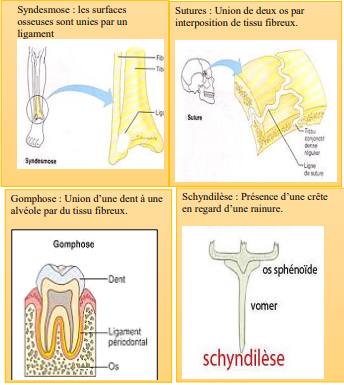 Syndesmose : les surfaces
osseuses sont unies par un
ligament
Fib
Tib
Liga
Syndesmose
Sutures : Union de deux os par
interposition de tissu fibreux.
Suture
Tissu
conjonctif
dense
régulier
Ligne
de suture
Gomphose : Union d'une dent à une
alvéole par du tissu fibreux.
Gomphose
Dent
Ligament
périodontal
Os
Schyndilèse : Présence d'une crête
en regard d'une rainure.
os sphénoïde
vomer
schyndilèse